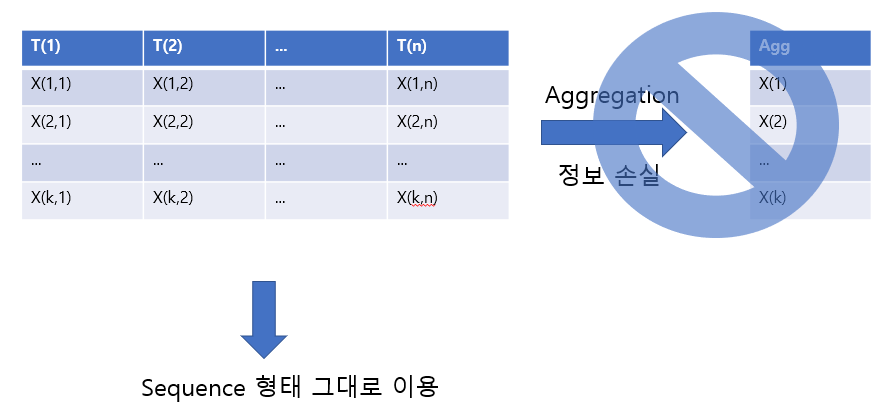 T(1) T(2) ... T(n)
X(1,1) X(1,2) ... X(1,n)
X(2,1) X(2,2) ... X(2,n)
... ... ... ...
X(k,1) X(k,2) ... X(k,n)
Aggregation
정보 손실
Agg
X(1)
X(2)
...
X(k)
Sequence 형태 그대로 이용